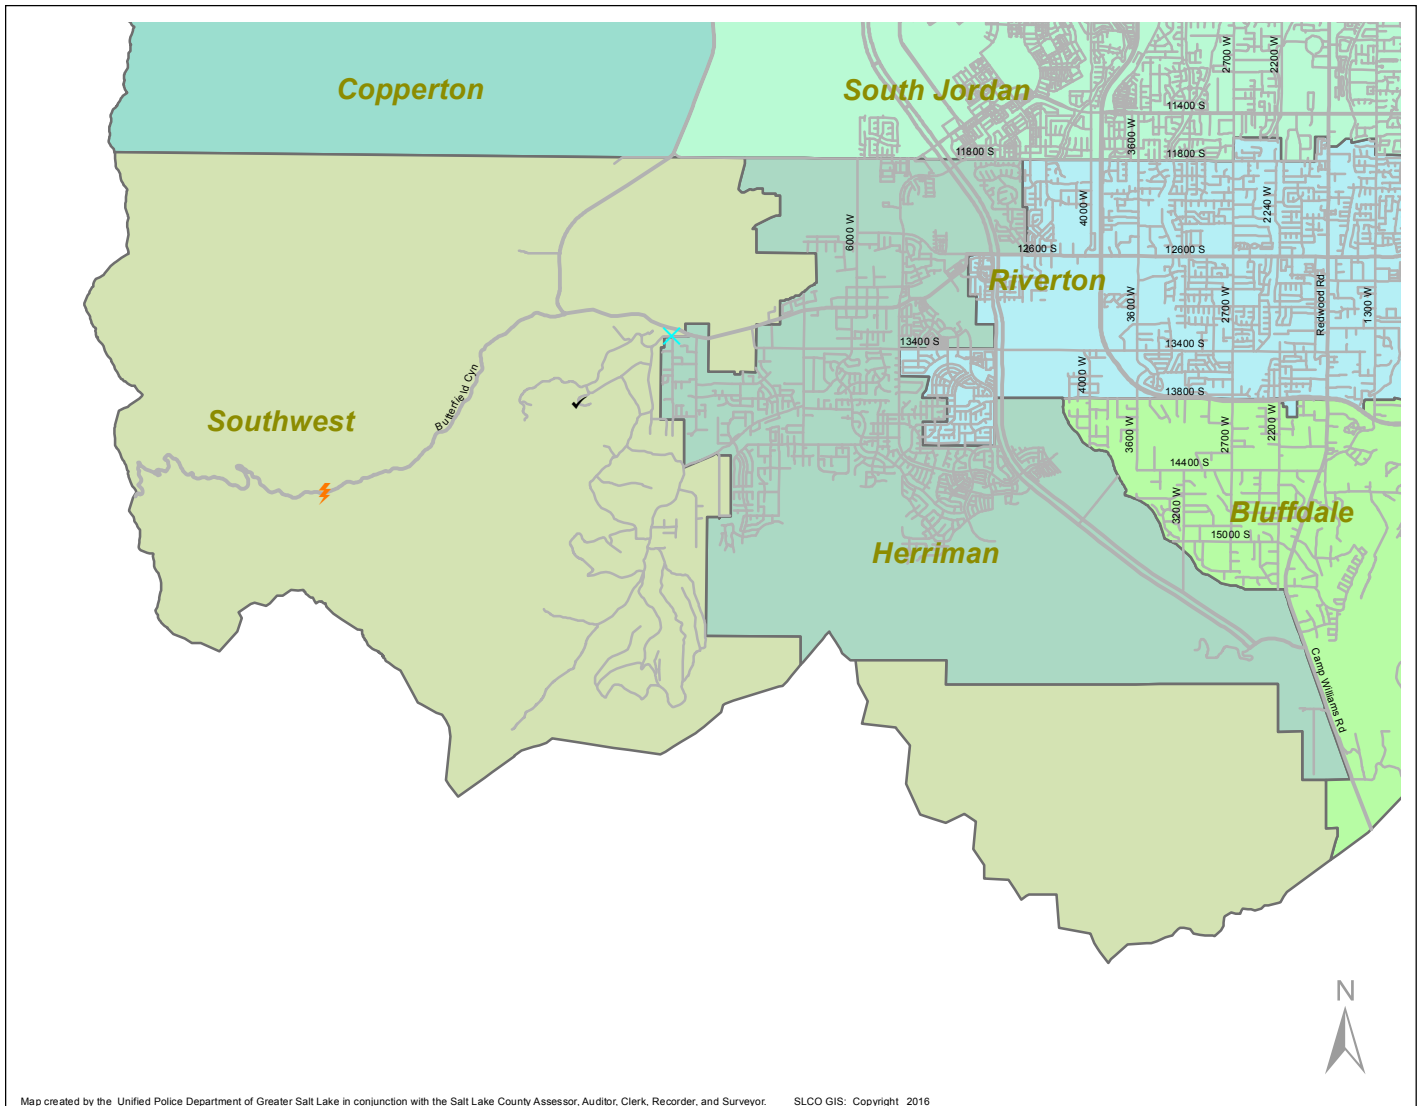 Copperton
South Jordan
2700 W
2200 W
11400 S
3600 W
11800 S
11800 S
4000 W
2240 W
6000 W
12600 S
12600 S
Riverton
3600 W
2700 W
Redwood Rd
1300 W
13400 S
13400 S
4000 W
13800 S
Butterfield Cyn
Southwest
3600 W
2700 W
2200 W
14400 S
3200 W
Bluffdale
15000 S
Herriman
Camp Williams Rd
N
Map created by the Unified Police Department of Greater Salt Lake in conjunction with the Salt Lake County Assessor, Auditor, Clerk, Recorder, and Surveyor. SLCO GIS: Copyright 2016